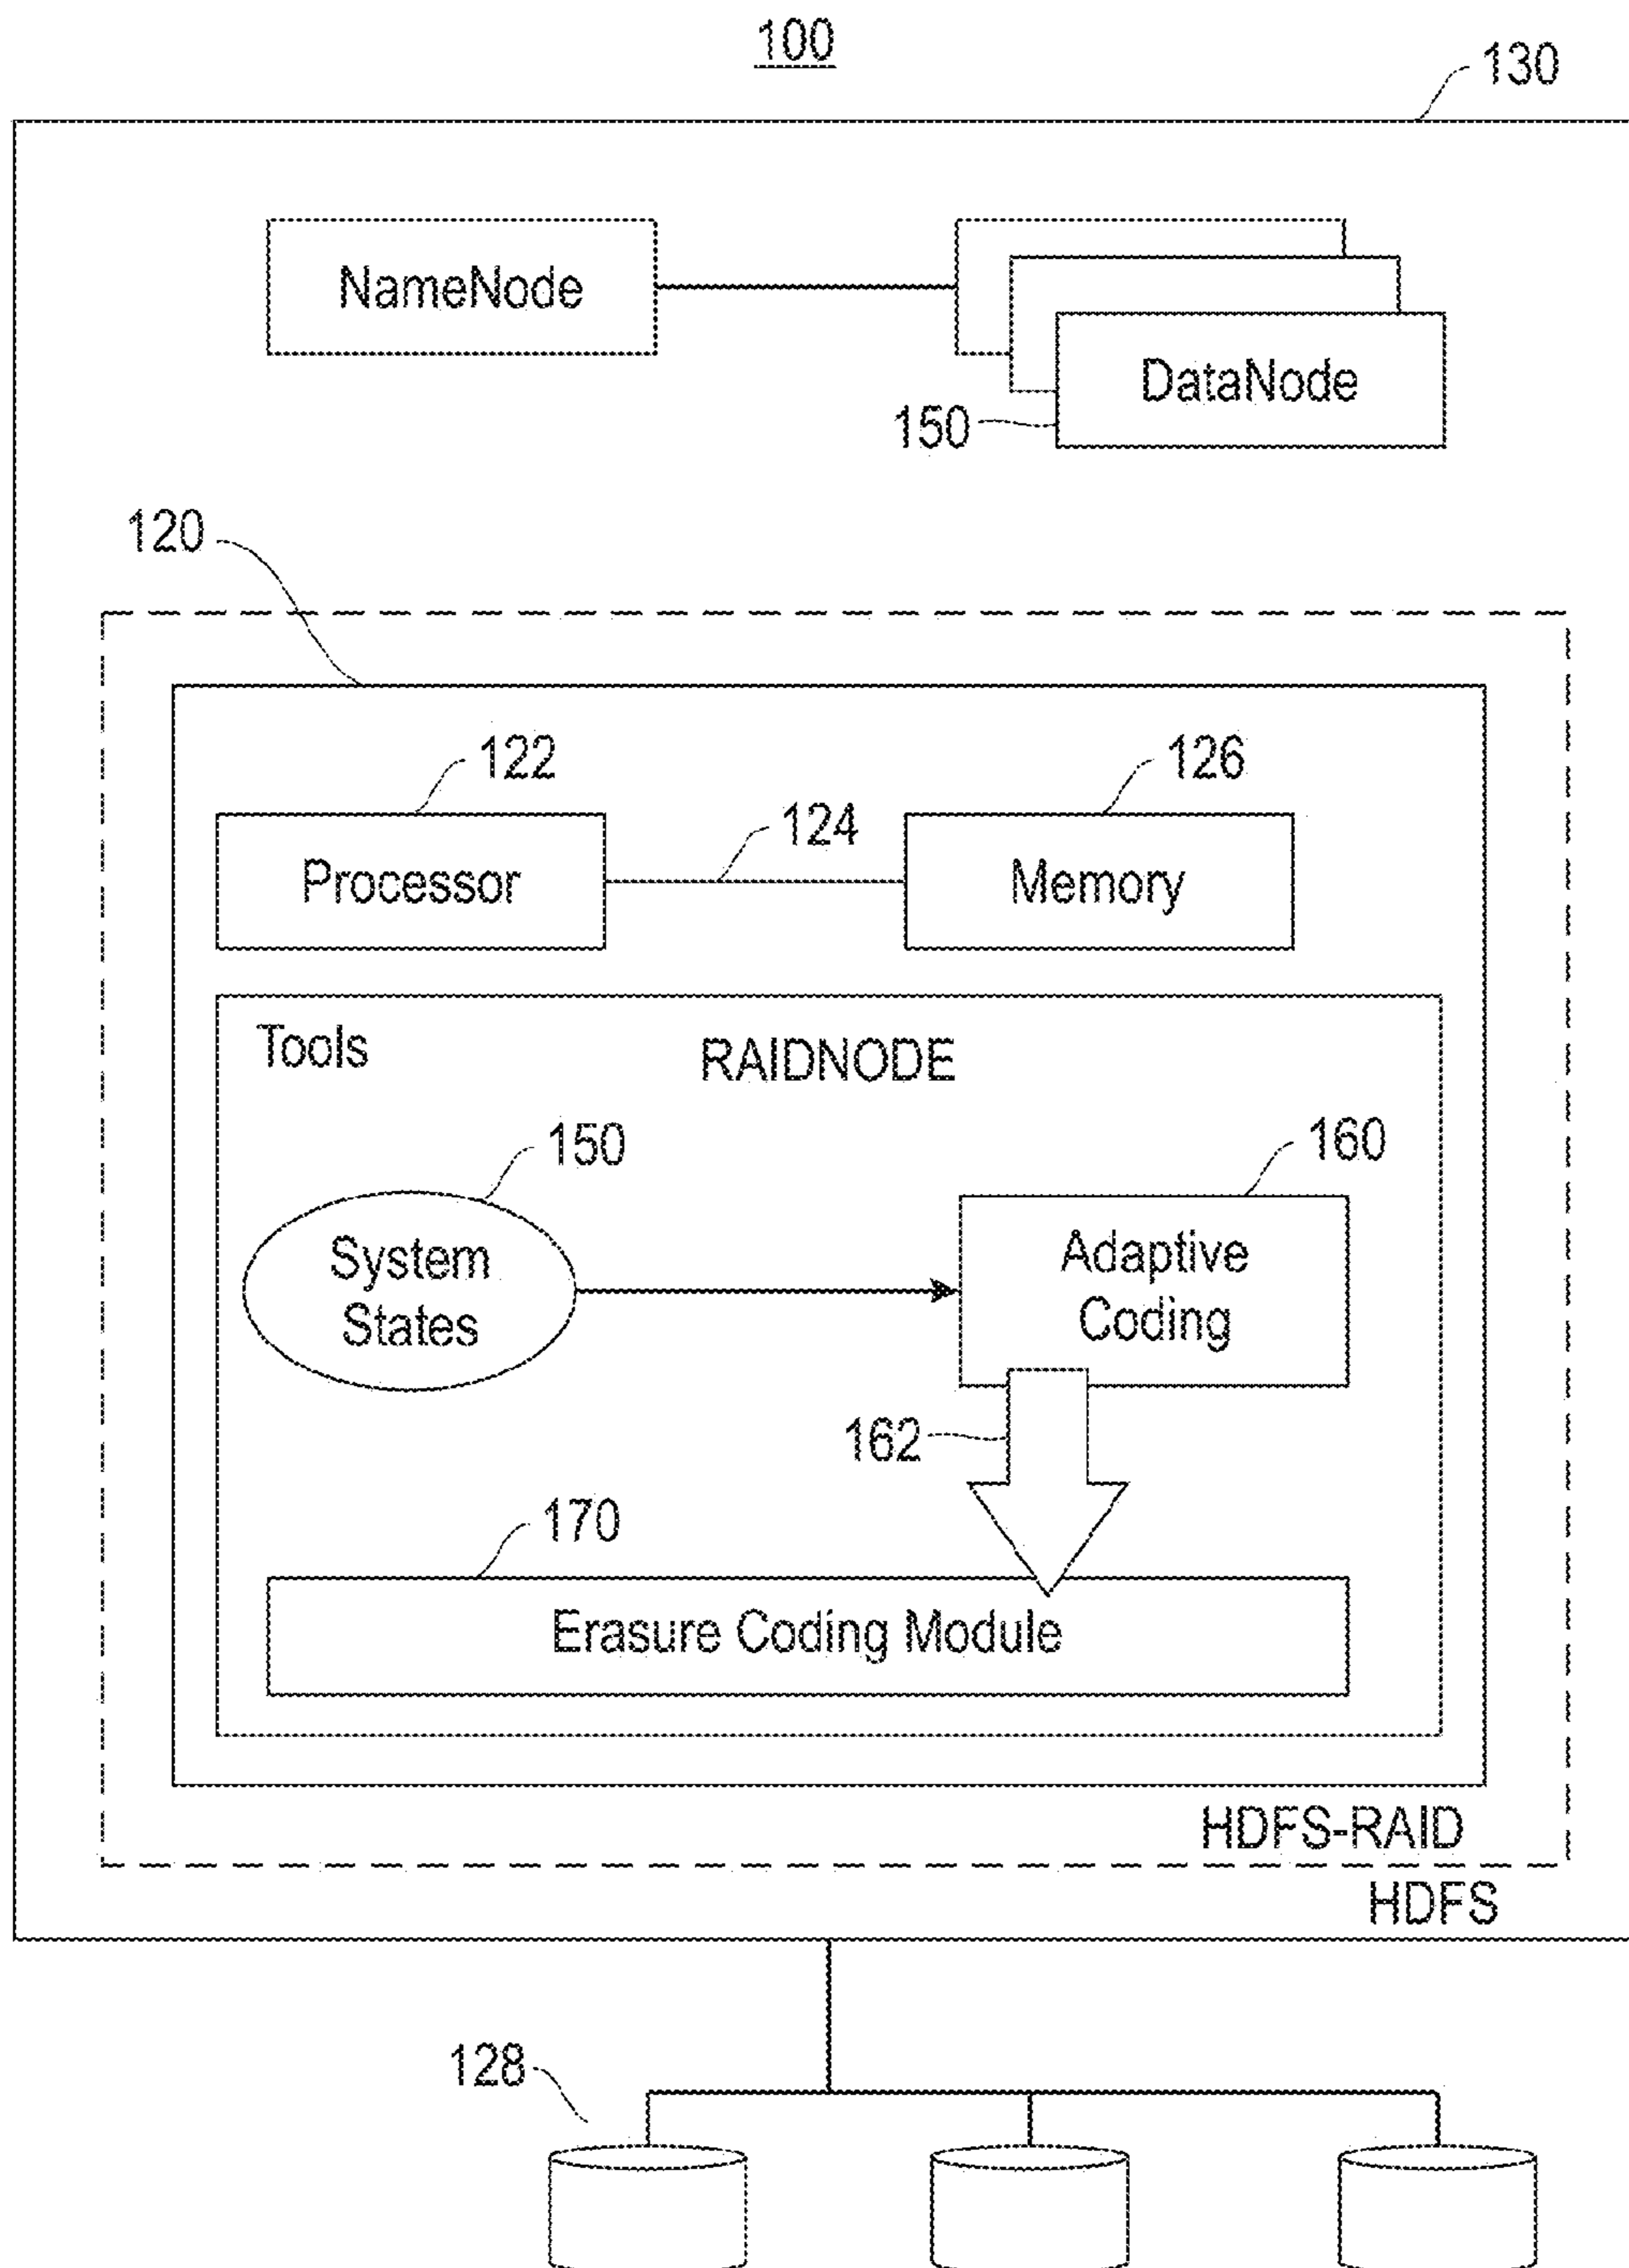 100
130
NameNode
DataNode
150
120
122
126
124
Processor
Memory
Tools
RAIDNODE
150
160
System
States
Adaptive
Coding
162
170
Erasure Coding Module
HDFS-RAID
HDFS
128